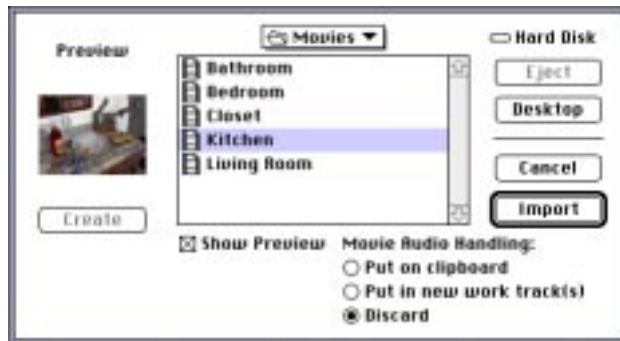 Preview
Movies
Hard Disk
Bathroom
Bedroom
Closet
Kitchen
Living Room
Eject
Desktop
Cancel
Import
Create
Show Preview
Movie Audio Handling:
Put on clipboard
Put in new work track(s)
Discard